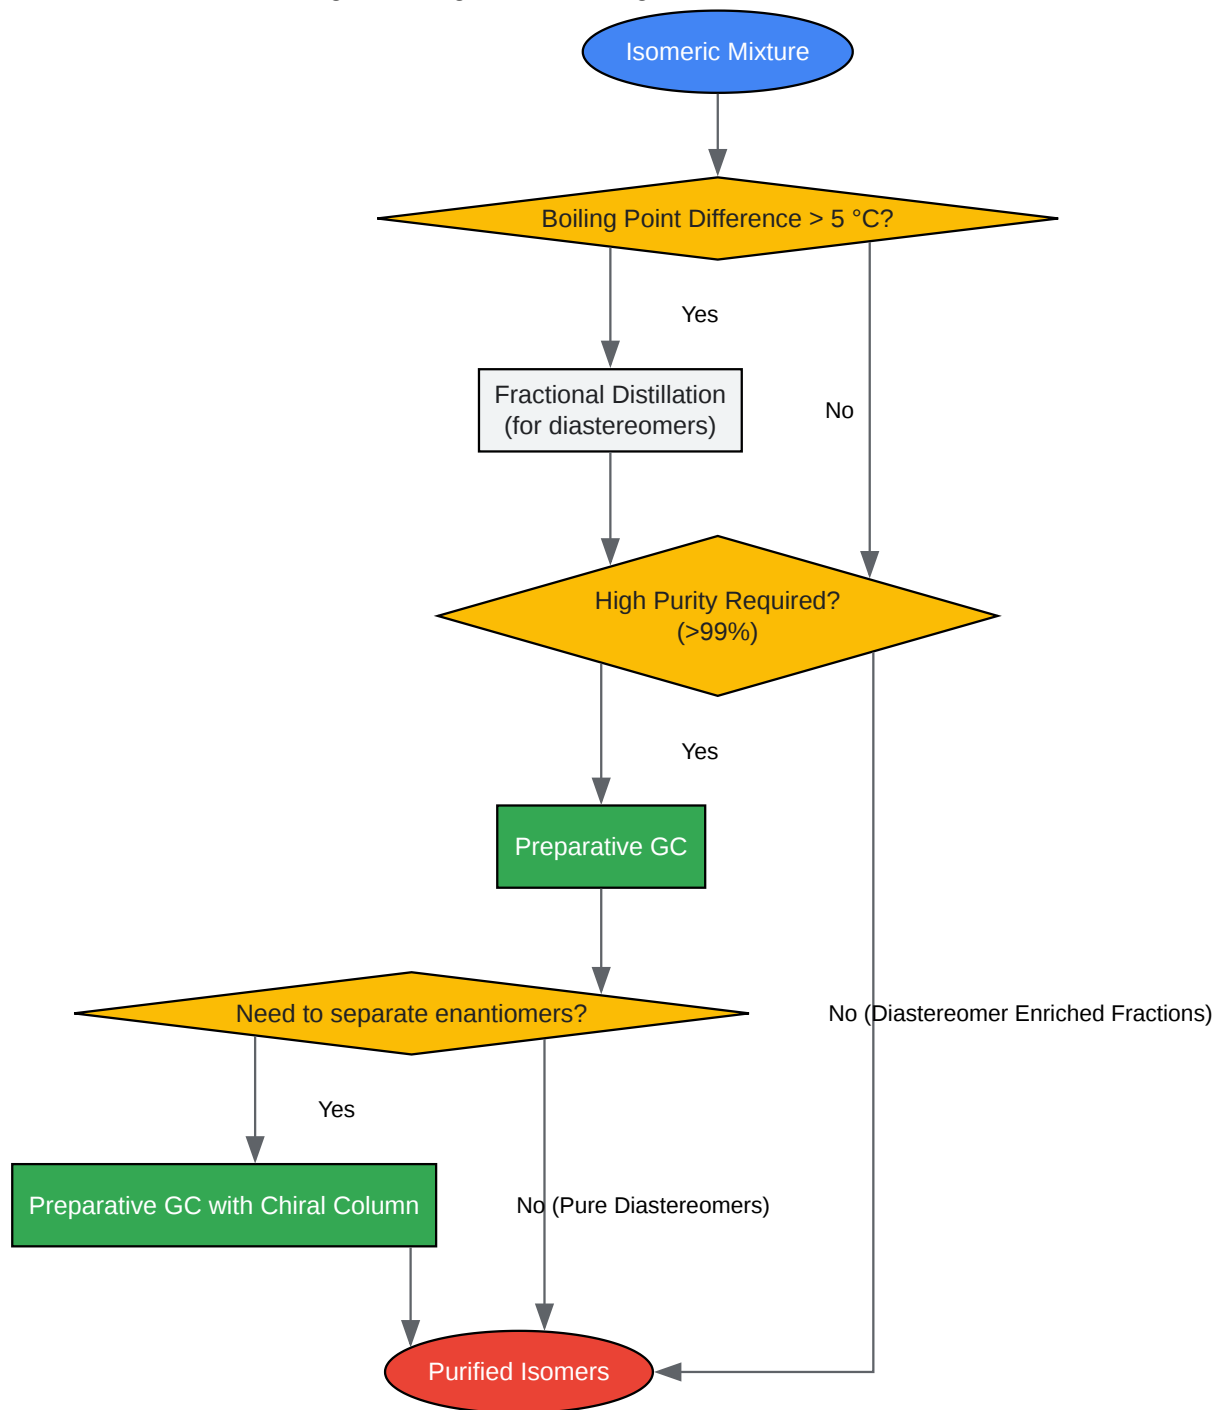 Isomeric Mixture
Boiling Point Difference > 5 °C?
Yes
Fractional Distillation
(for diastereomers)
No
High Purity Required?
(>99%)
Yes
Preparative GC
Need to separate enantiomers?
No (Diastereomer Enriched Fractions)
Yes
Preparative GC with Chiral Column
No (Pure Diastereomers)
Purified Isomers